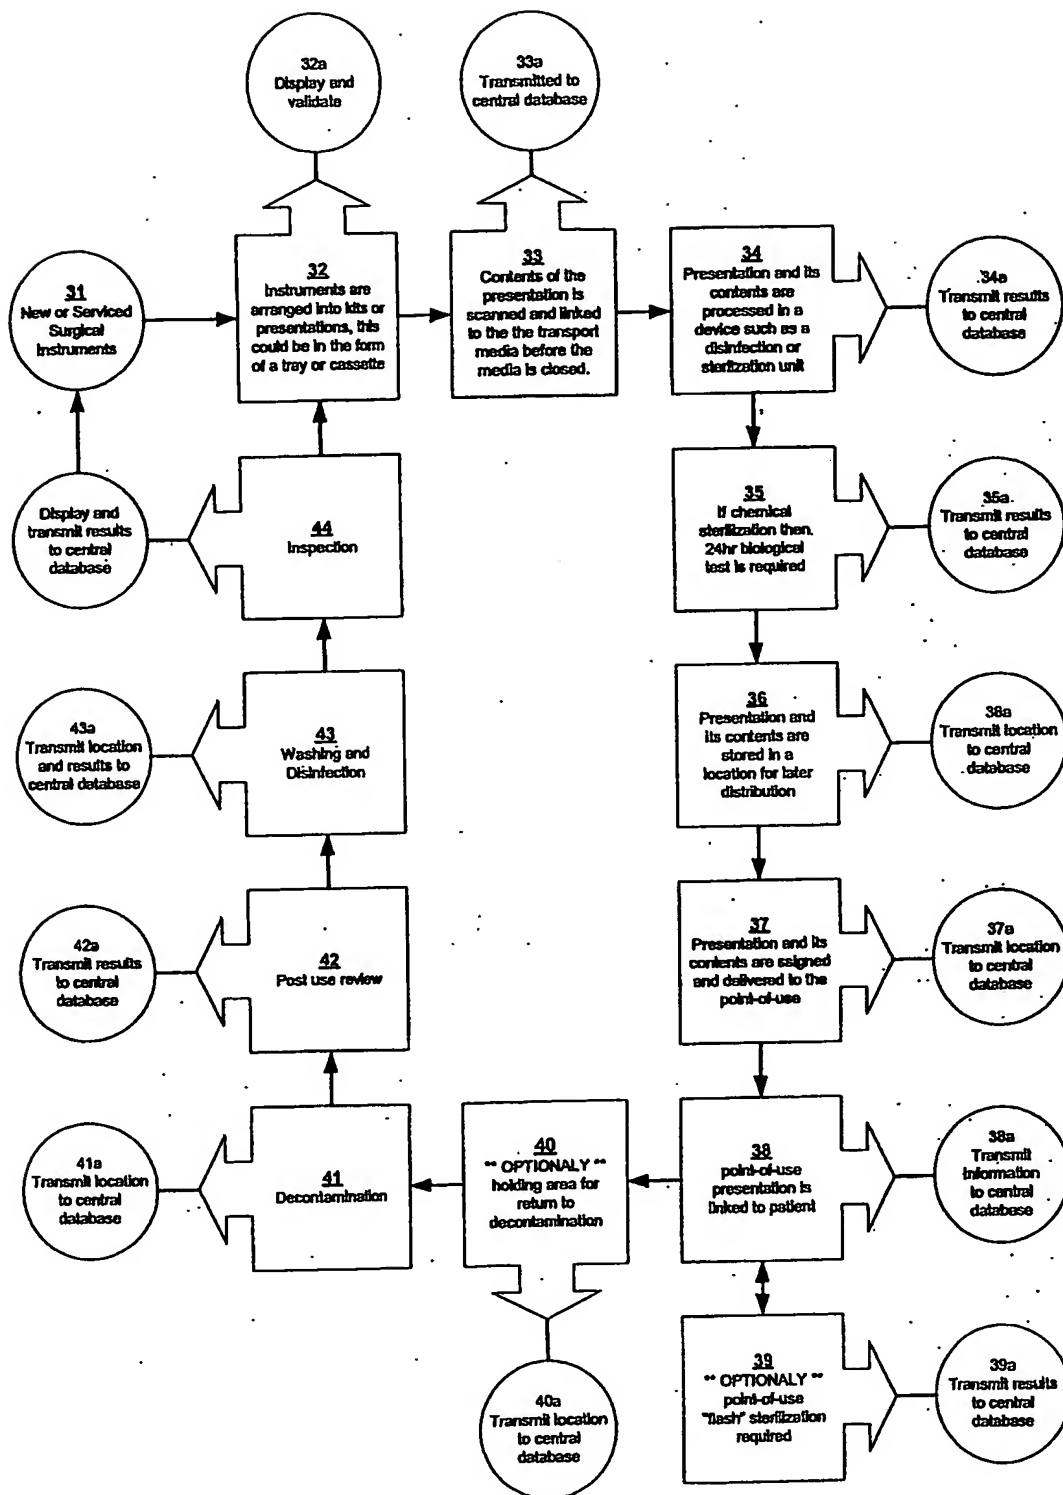 32a
Display and
validate
33a
Transmitted to
central database
31
New or Serviced
Surgical
Instruments
32
Instruments are
arranged into kits or
presentations, this
could be in the form
of a tray or cassette
33
Contents of the
presentation is
scanned and linked
to the the transport
media before the
media is closed.
34
Presentation and its
contents are
processed in a
device such as a
disinfection or
sterilization unit
34a
Transmit results
to central
database
Display and
transmit results
to central
database
44
Inspection
35
If chemical
sterilization then
24hr biological
test is required
35a
Transmit results
to central
database
43a
Transmit location
and results to
central database
43
Washing and
Disinfection
36
Presentation and
its contents are
stored in a
location for later
distribution
36a
Transmit location
to central
database
42a
Transmit results
to central
database
42
Post use review
37
Presentation and its
contents are ssigned
and delivered to the
point-of-use
37a
Transmit location
to central
database
41a
Transmit location
to central
database
41
Decontamination
40
** OPTIONALY **
holding area for
return to
decontamination
38
point-of-use
presentation is
linked to patient
38a
Transmit
information
to central
database
40a
Transmit location
to central
database
39
** OPTIONALY **
point-of-use
"flash" sterilization
required
39a
Transmit results
to central
database